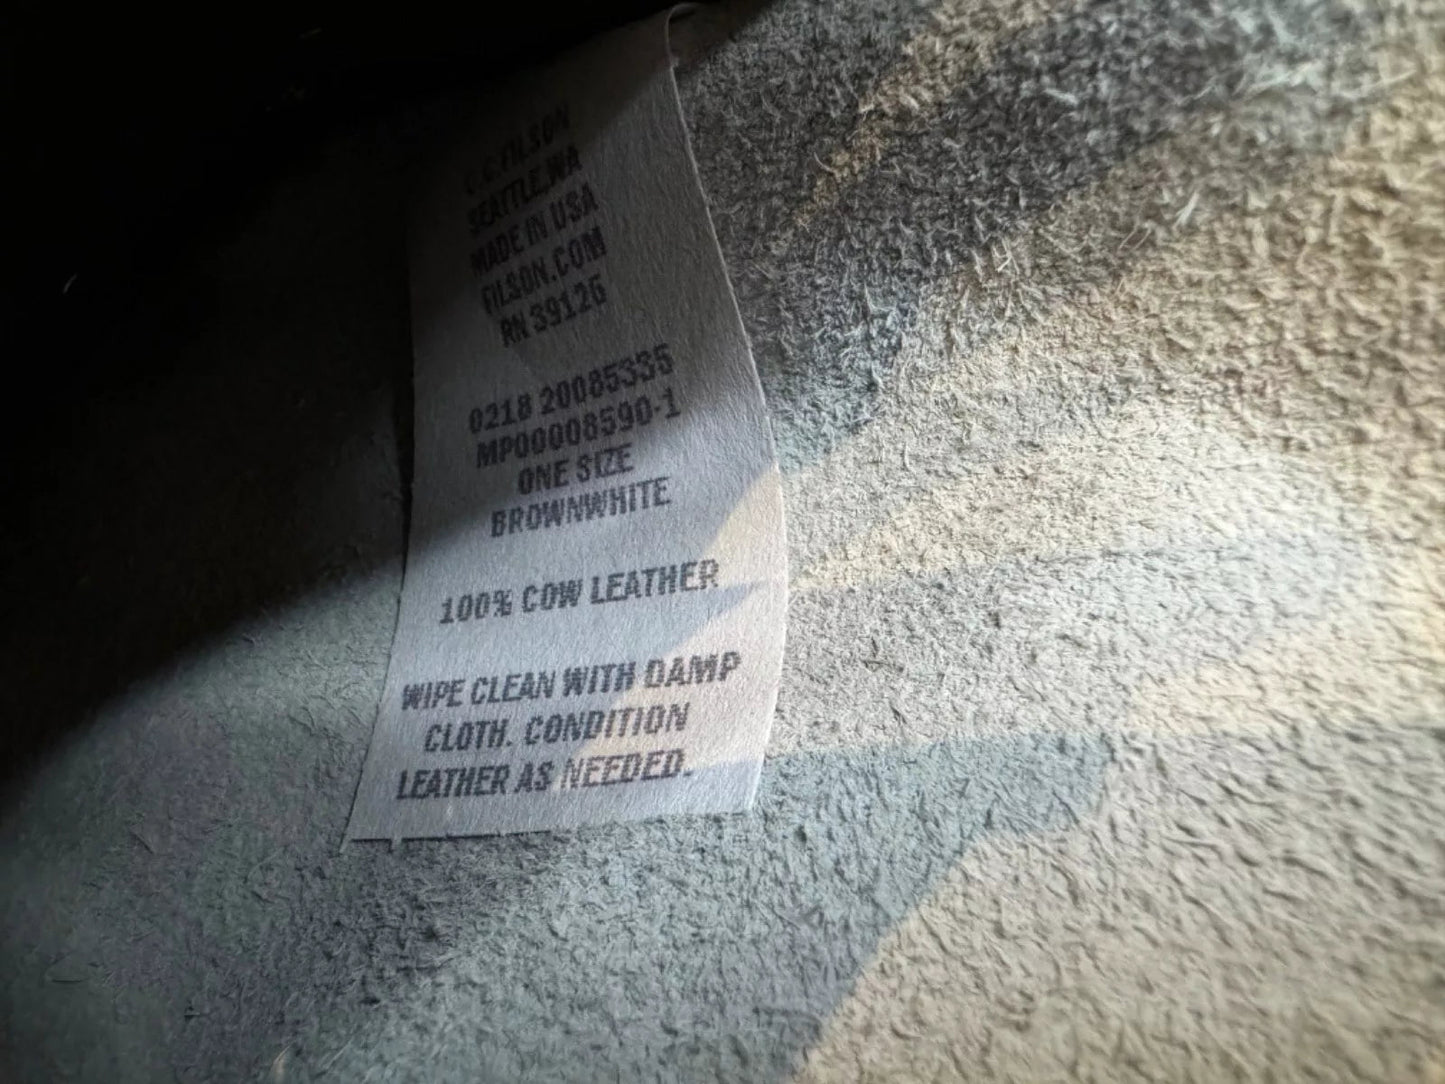 C.C.FILSON
SEATTLE,WA
MADE IN USA
FILSON.COM
RN 39126
0218 20085335
MP00008590-1
ONE SIZE
BROWNWHITE
100% COW LEATHER
WIPE CLEAN WITH DAMP
CLOTH. CONDITION
LEATHER AS NEEDED.